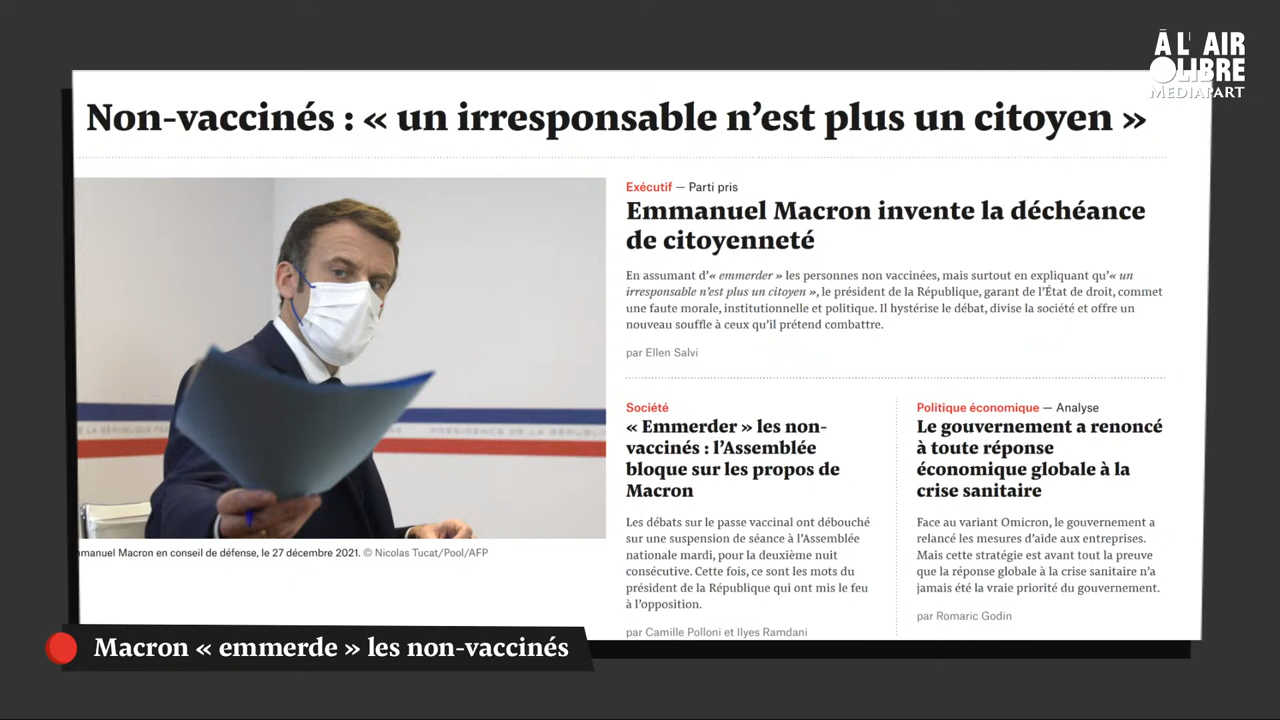 À L' AIR
LIBRE
MEDIAPART
Non-vaccinés : « un irresponsable n’est plus un citoyen »
Exécutif — Parti pris
Emmanuel Macron invente la déchéance
de citoyenneté
En assumant d’« emmerder » les personnes non vaccinées, mais surtout en expliquant qu’« un
irresponsable n’est plus un citoyen », le président de la République, garant de l’État de droit, commet
une faute morale, institutionnelle et politique. Il hystérise le débat, divise la société et offre un
nouveau souffle à ceux qu’il prétend combattre.
par Ellen Salvi
Société
« Emmerder » les non-
vaccinés : l’Assemblée
bloque sur les propos de
Macron
Les débats sur le passe vaccinal ont débouché
sur une suspension de séance à l’Assemblée
nationale mardi, pour la deuxième nuit
consécutive. Cette fois, ce sont les mots du
président de la République qui ont mis le feu
à l’opposition.
par Camille Polloni et Ilyes Ramdani
Politique économique — Analyse
Le gouvernement a renoncé
à toute réponse
économique globale à la
crise sanitaire
Face au variant Omicron, le gouvernement a
relancé les mesures d’aide aux entreprises.
Mais cette stratégie est avant tout la preuve
que la réponse globale à la crise sanitaire n’a
jamais été la vraie priorité du gouvernement.
par Romaric Godin
mmanuel Macron en conseil de défense, le 27 décembre 2021. © Nicolas Tucat/Pool/AFP
Macron « emmerde » les non-vaccinés